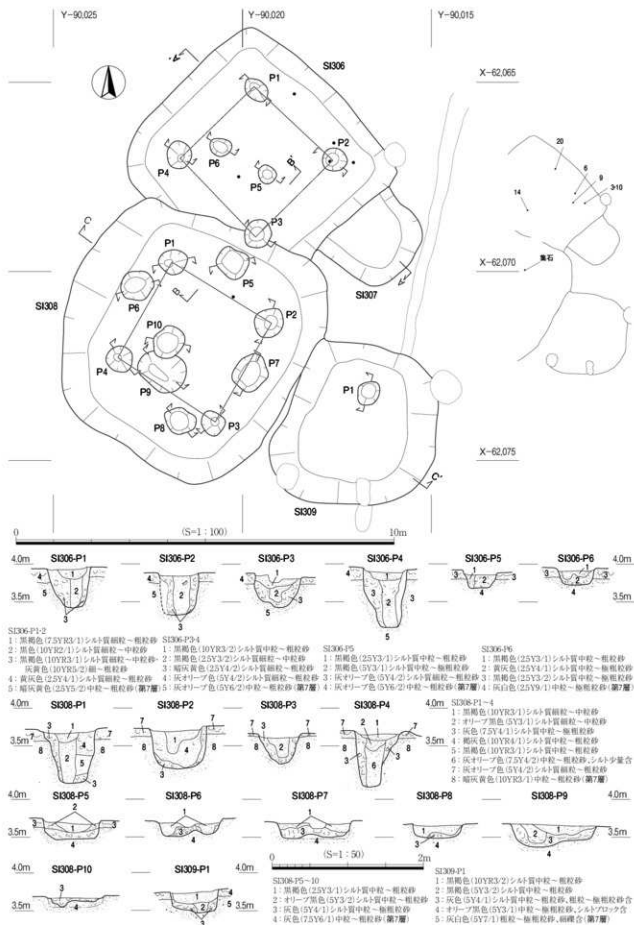 Y-90,025 Y-90,020 Y-90,015
SI306
X-62,065
A
P1
P2
P6
P4
P5
B'
20
6
9
3·10
14
C
P3
X-62,070
集石
P1
P5
A'
SI307
SI308
P6
B
P2
P10
P4
P9
P7
P1
P8
P3
C'
X-62,075
SI309
0 (S=1：100) 10m
4.0m SI306-P1 SI306-P2 SI306-P3 SI306-P4 SI306-P5 SI306-P6 4.0m
3.5m 3.5m
SI306-P1·2
1：黒褐色(7.5YR3/1)シルト質細粒～粗粒砂
2：黒色(10YR2/1)シルト質細粒～中粒砂
3：黒褐色(10YR3/1)シルト質細粒～中粒砂･
灰黄色(10YR5/2)細～粗粒砂
4：黄灰色(2.5Y4/1)シルト質細粒～粗粒砂
5：暗灰黄色(2.5Y5/2)中粒～粗粒砂(第7層)
SI306-P3·4
1：黒褐色(10YR3/2)シルト質中粒～粗粒砂
2：黒褐色(2.5Y3/2)シルト質細粒～中粒砂
3：暗灰黄色(2.5Y4/2)シルト質細粒～粗粒砂
4：灰オリーブ色(5Y4/2)シルト質細粒～粗粒砂
5：灰オリーブ色(5Y6/2)中粒～粗粒砂(第7層)
SI306-P5
1：黒褐色(2.5Y3/1)シルト質中粒～粗粒砂
2：黒褐色(5Y3/1)シルト質中粒～極粗粒砂
3：灰オリーブ色(5Y4/2)シルト質細粒～粗粒砂
4：灰オリーブ色(5Y6/2)中粒～粗粒砂(第7層)
SI306-P6
1：黒褐色(2.5Y3/1)シルト質中粒～粗粒砂
2：黄灰色(2.5Y4/1)シルト質中粒～粗粒砂
3：黒褐色(2.5Y3/2)シルト質中粒～極粗粒砂
4：灰白色(2.5Y9/1)中粒～極粗粒砂(第7層)
4.0m SI308-P1 SI308-P2 SI308-P3 SI308-P4
3.5m
SI308-P1～4
1：黒褐色(10YR3/1)シルト質細粒～中粒砂
2：オリーブ黒色(5Y3/1)シルト質細粒～中粒砂
3：灰色(7.5Y4/1)シルト質中粒～極粗粒砂
4：褐灰色(10YR4/1)シルト質中粒～粗粒砂
5：黒褐色(10YR3/1)シルト質中粒～粗粒砂
6：灰オリーブ色(7.5Y4/2)中粒～粗粒砂､シルト少量含
7：灰オリーブ色(5Y4/2)シルト質細粒～粗粒砂
8：暗灰黄色(10YR3/1)中粒～粗粒砂(第7層)
4.0m SI308-P5 SI308-P6 SI308-P7 SI308-P8 SI308-P9 4.0m
3.5m 3.5m
4.0m SI308-P10 SI309-P1 4.0m
3.5m 3.5m
0 (S=1：50) 2m
SI308-P5～10
1：黒褐色(2.5Y3/1)シルト質中粒～粗粒砂
2：オリーブ黒色(5Y3/2)シルト質中粒～粗粒砂
3：灰色(5Y4/1)シルト質中粒～極粗粒砂
4：灰色(7.5Y6/1)中粒～粗粒砂(第7層)
SI309-P1
1：黒褐色(10YR3/2)シルト質中粒～粗粒砂
2：黒褐色(5Y3/2)シルト質中粒～粗粒砂
3：灰色(5Y4/1)シルト質中粒～粗粒砂､粗粒～極粗粒砂含
4：オリーブ黒色(5Y3/1)中粒～極粗粒砂､シルトブロック含
5：灰白色(5Y7/1)粗粒～極粗粒砂､細礫含(第7層)